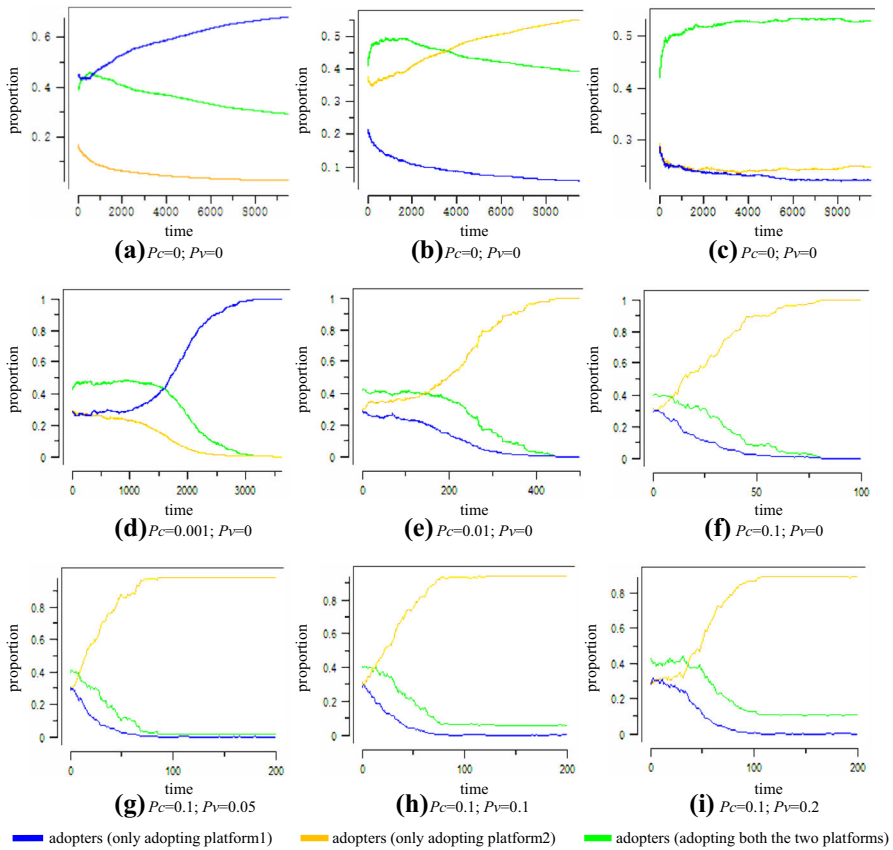 proportion
0.6
0.4
0.2
0 2000 4000 6000 8000
time
(a) Pc=0; Pv=0
proportion
0.5
0.4
0.3
0.2
0.1
0 2000 4000 6000 8000
time
(b) Pc=0; Pv=0
proportion
0.5
0.3
0 2000 4000 6000 8000
time
(c) Pc=0; Pv=0
proportion
1
0.8
0.6
0.4
0.2
0
0 1000 2000 3000
time
(d) Pc=0.001; Pv=0
proportion
1
0.8
0.6
0.4
0.2
0
0 200 400
time
(e) Pc=0.01; Pv=0
proportion
1
0.8
0.6
0.4
0.2
0
0 50 100
time
(f) Pc=0.1; Pv=0
proportion
0.8
0.6
0.4
0.2
0
0 100 200
time
(g) Pc=0.1; Pv=0.05
proportion
0.8
0.6
0.4
0.2
0
0 100 200
time
(h) Pc=0.1; Pv=0.1
proportion
0.8
0.6
0.4
0.2
0
0 100 200
time
(i) Pc=0.1; Pv=0.2
adopters (only adopting platform1)
adopters (only adopting platform2)
adopters (adopting both the two platforms)